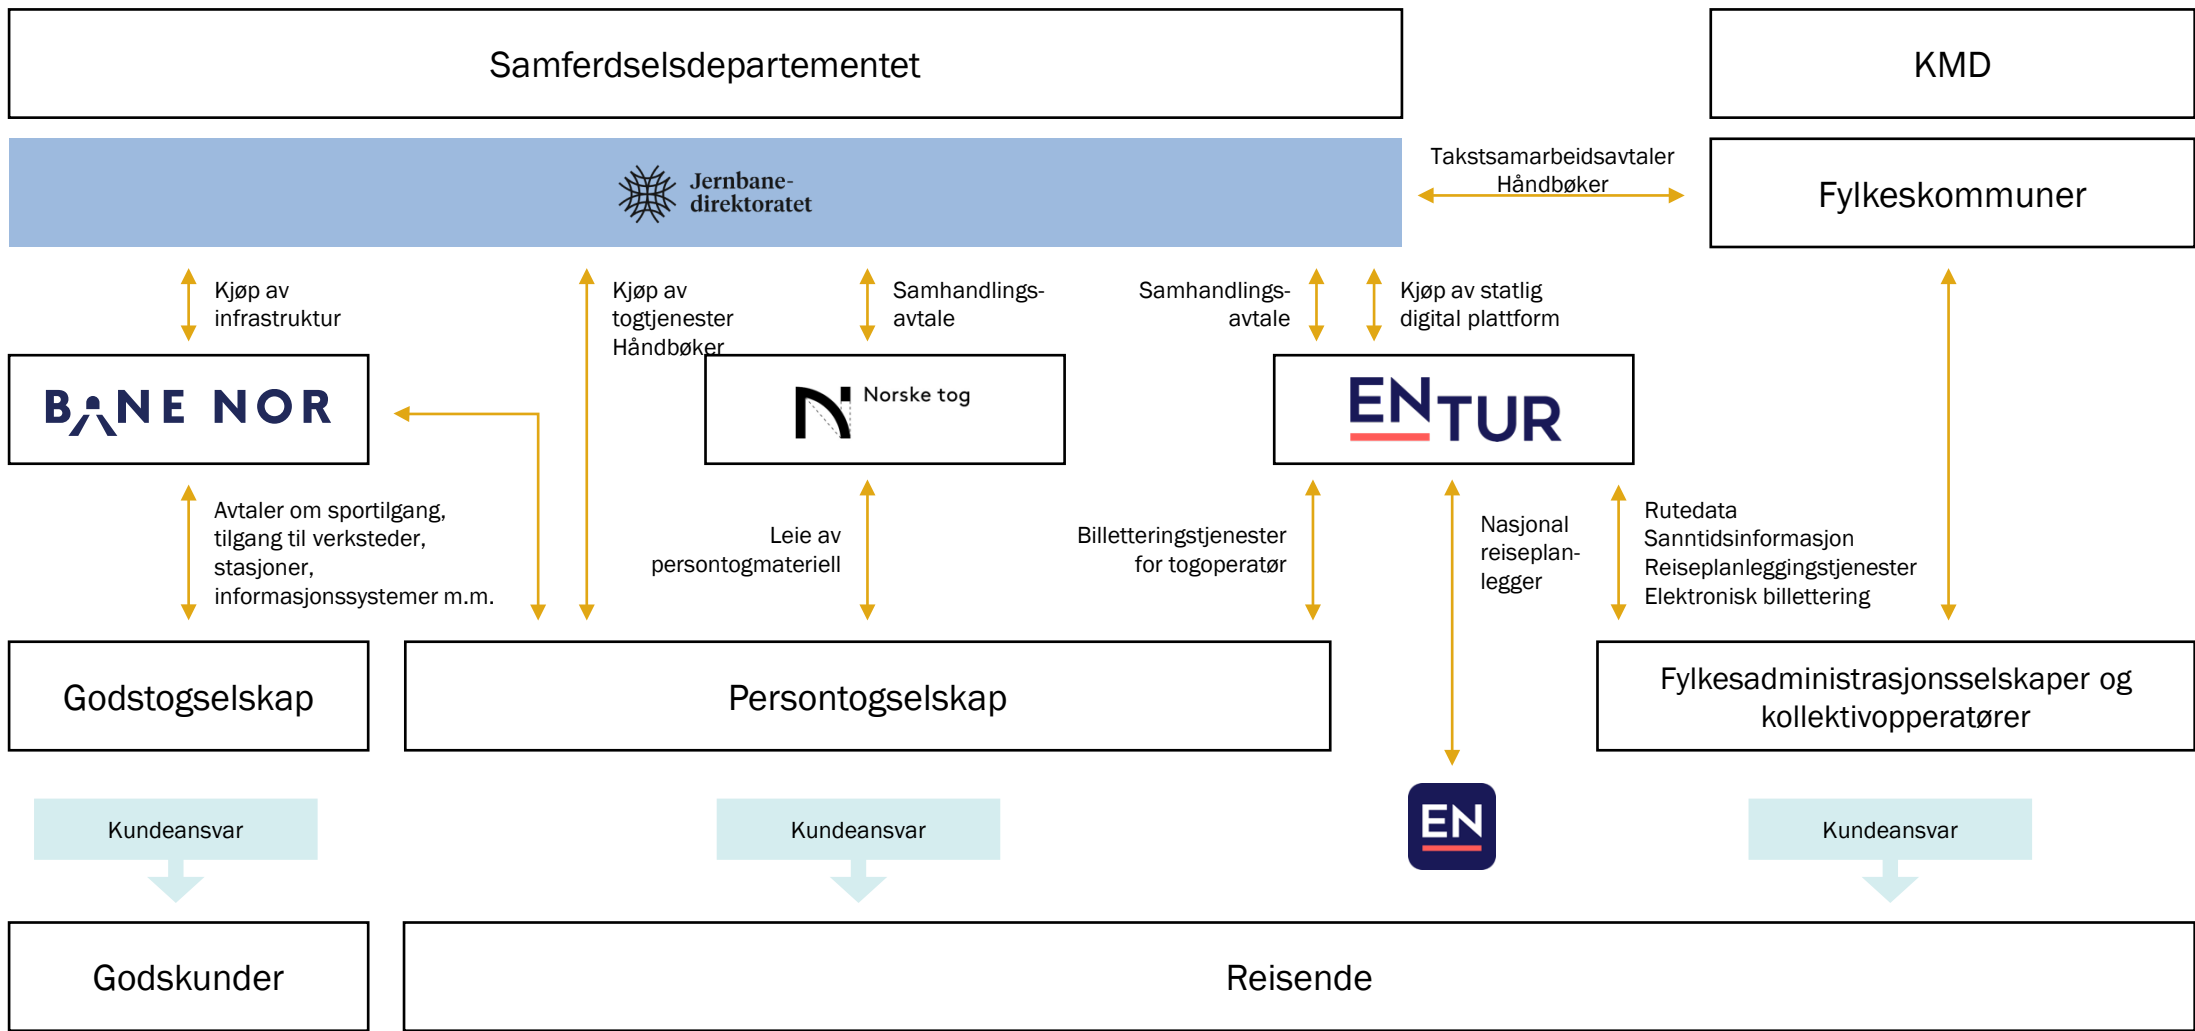 Samferdselsdepartementet
KMD
Jernbane-
direktoratet
Takstsamarbeidsavtaler
Håndbøker
Fylkeskommuner
Kjøp av
infrastruktur
Kjøp av
togtjenester
Håndbøker
Samhandlings-
avtale
Samhandlings-
avtale
Kjøp av statlig
digital plattform
BANE NOR
Norske tog
ENTUR
Avtaler om sportilgang,
tilgang til verksteder,
stasjoner,
informasjonssystemer m.m.
Leie av
persontogmateriell
Billetteringstjenester
for togoperatør
Nasjonal
reiseplan-
legger
Rutedata
Sanntidsinformasjon
Reiseplanleggingstjenester
Elektronisk billettering
Godstogselskap
Persontogselskap
Fylkesadministrasjonsselskaper og
kollektivopperatører
Kundeansvar
Kundeansvar
EN
Kundeansvar
Godskunder
Reisende